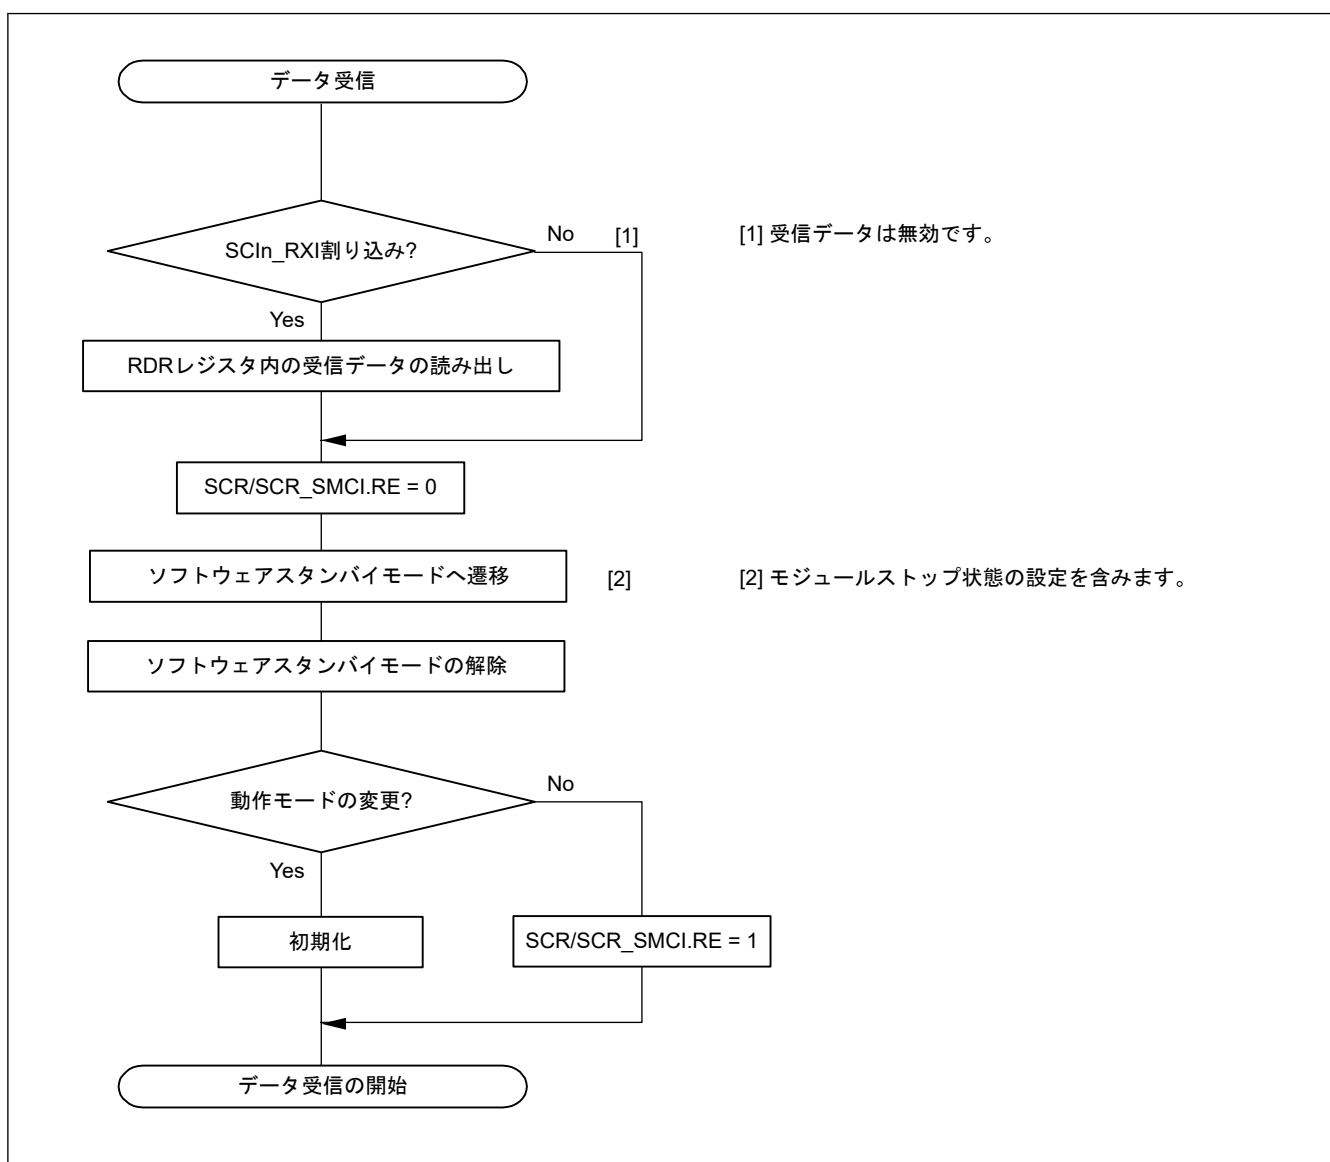 データ受信
SCIn_RXI割り込み?
No
[1]
[1] 受信データは無効です。
Yes
RDRレジスタ内の受信データの読み出し
SCR/SCR_SMCI.RE = 0
ソフトウェアスタンバイモードへ遷移
[2]
[2] モジュールストップ状態の設定を含みます。
ソフトウェアスタンバイモードの解除
動作モードの変更?
No
Yes
初期化
SCR/SCR_SMCI.RE = 1
データ受信の開始